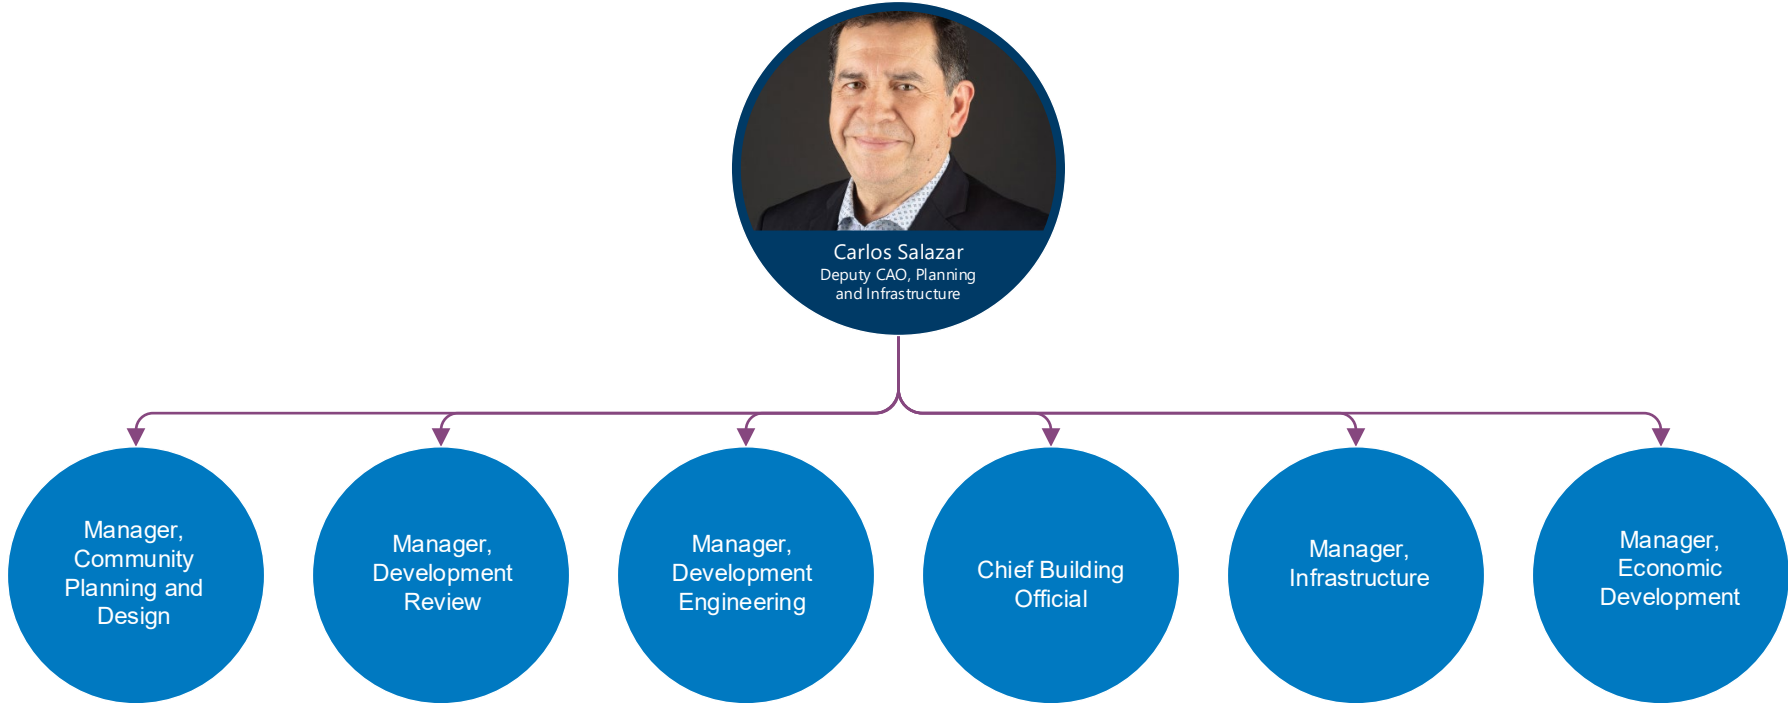 Carlos Salazar
Deputy CAO, Planning
and Infrastructure
Manager,
Community
Planning and
Design
Manager,
Development
Review
Manager,
Development
Engineering
Chief Building
Official
Manager,
Infrastructure
Manager,
Economic
Development